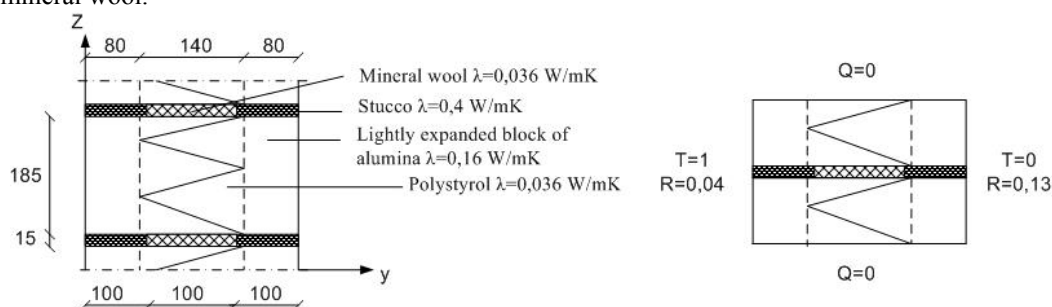 mineral wool.
Z
80 140 80
Mineral wool λ=0,036 W/mK
Stucco λ=0,4 W/mK
Lightly expanded block of
alumina λ=0,16 W/mK
Polystyrol λ=0,036 W/mK
185
15
y
100 100 100
Q=0
T=1
R=0,04
T=0
R=0,13
Q=0